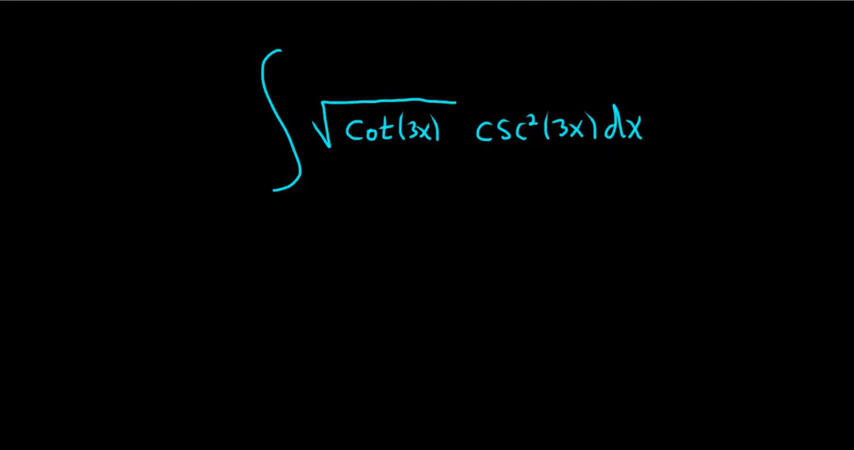 ∫ √cot(3x) csc²(3x) dx